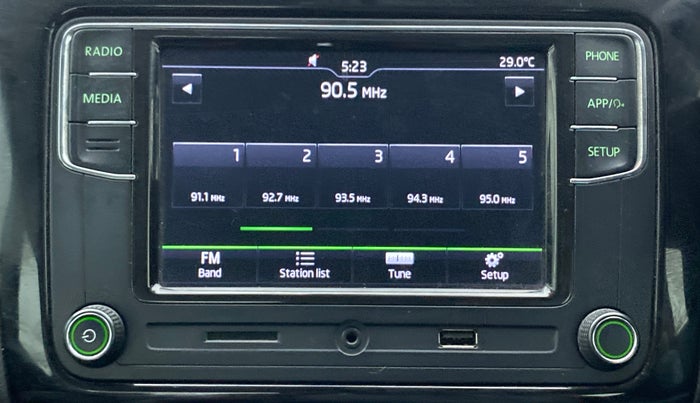 RADIO
MEDIA
5:23
29.0°C
90.5 MHz
1 2 3 4 5
91.1 MHz 92.7 MHz 93.5 MHz 94.3 MHz 95.0 MHz
FM
Band
Station list
Tune
Setup
PHONE
APP/
SETUP